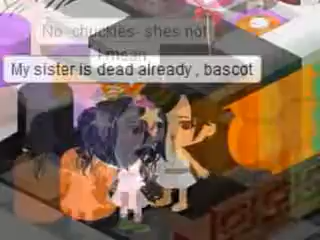 No -chuckles- shes not
I mean
My sister is dead already , bascot